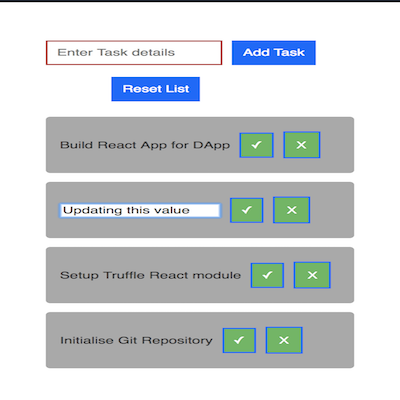 Enter Task details Add Task
Reset List
Build React App for DApp ✓ ✕
Updating this value ✓ ✕
Setup Truffle React module ✓ ✕
Initialise Git Repository ✓ ✕